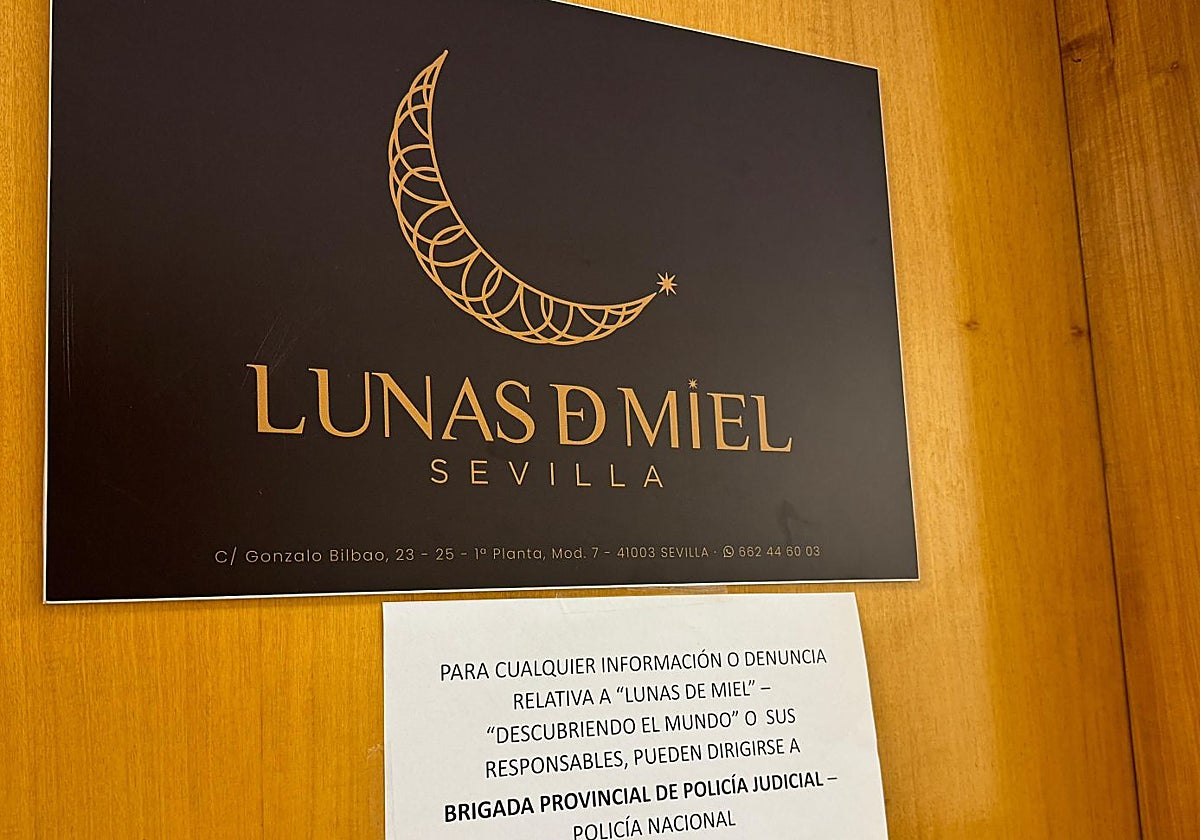 LUNAS DE MIEL
SEVILLA
C/ Gonzalo Bilbao, 23 - 25 - 1ª Planta, Mod. 7 - 41003 SEVILLA · 662 44 60 03
PARA CUALQUIER INFORMACIÓN O DENUNCIA
RELATIVA A “LUNAS DE MIEL” –
“DESCUBRIENDO EL MUNDO” O SUS
RESPONSABLES, PUEDEN DIRIGIRSE A
BRIGADA PROVINCIAL DE POLICÍA JUDICIAL –
POLICÍA NACIONAL